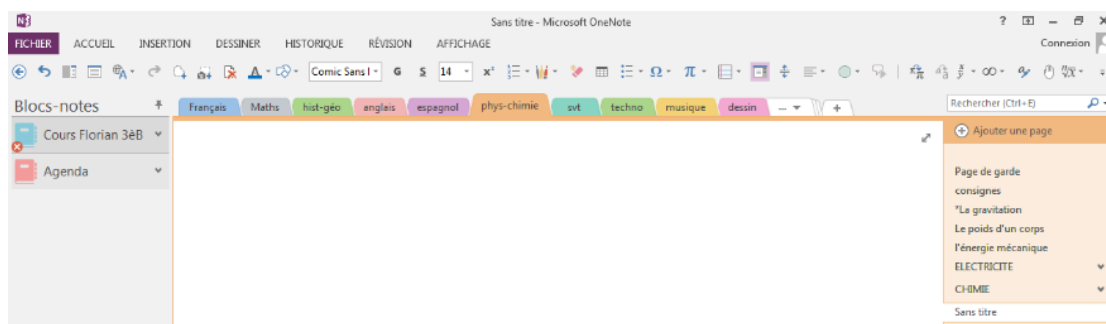 Sans titre - Microsoft OneNote
FICHIER ACCUEIL INSERTION DESSINER HISTORIQUE RÉVISION AFFICHAGE Connexion
Comic Sans I G S 14
Blocs-notes Français Maths hist-géo anglais espagnol phys-chimie svt techno musique dessin Rechercher (Ctrl+E)
Cours Florian 3èB Ajouter une page
Agenda Page de garde
consignes
*La gravitation
Le poids d'un corps
l'énergie mécanique
ELECTRICITE
CHIMIE
Sans titre